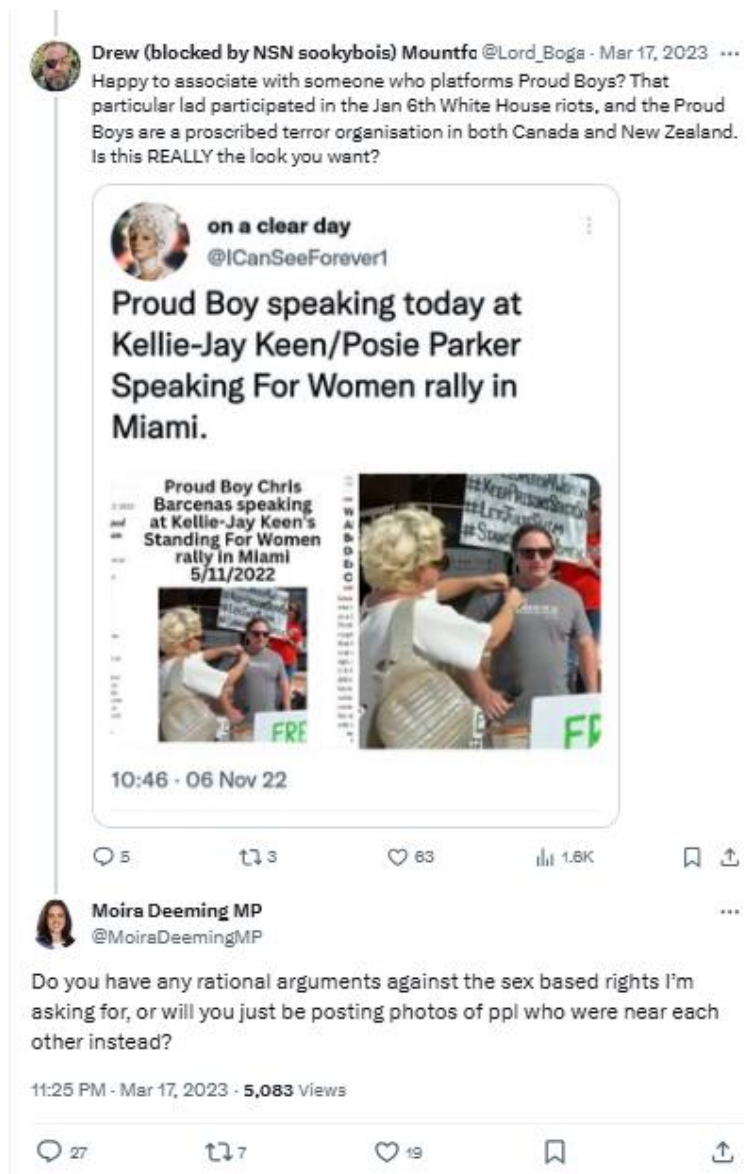 Drew (blocked by NSN sookybois) Mountfc @Lord_Boga · Mar 17, 2023 ···
Happy to associate with someone who platforms Proud Boys? That
particular lad participated in the Jan 6th White House riots, and the Proud
Boys are a proscribed terror organisation in both Canada and New Zealand.
Is this REALLY the look you want?
on a clear day
@ICanSeeForever1
Proud Boy speaking today at
Kellie-Jay Keen/Posie Parker
Speaking For Women rally in
Miami.
Proud Boy Chris
Barcenas speaking
at Kellie-Jay Keen's
Standing For Women
rally in Miami
5/11/2022
FRE
FR
10:46 · 06 Nov 22
5 3 63 1.6K
Moira Deeming MP ···
@MoiraDeemingMP
Do you have any rational arguments against the sex based rights I'm
asking for, or will you just be posting photos of ppl who were near each
other instead?
11:25 PM · Mar 17, 2023 · 5,083 Views
27 7 19